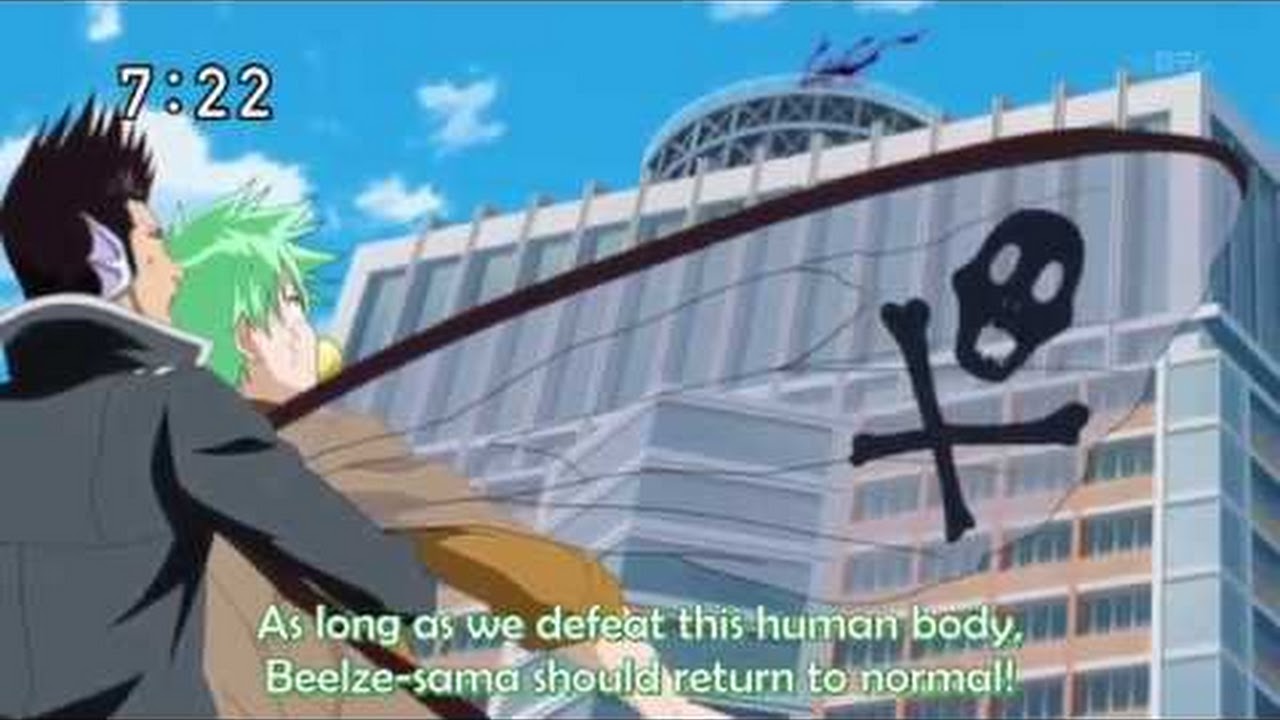 7:22
As long as we defeat this human body,
Beelze-sama should return to normal!